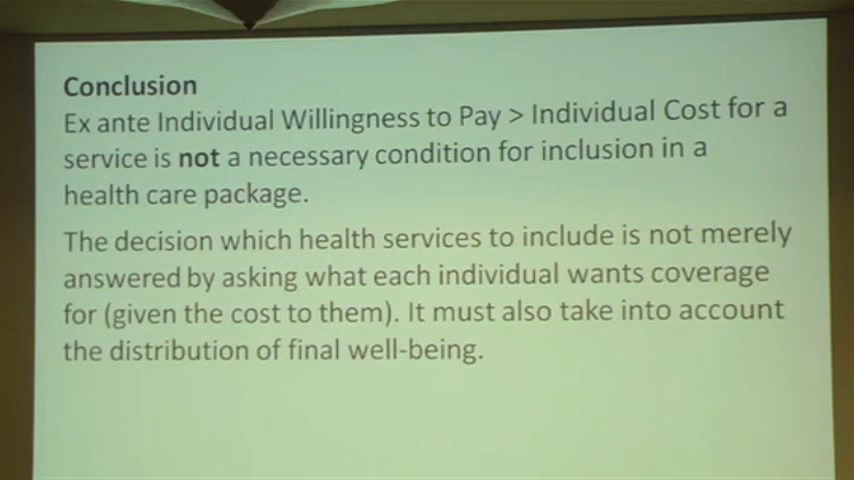 Conclusion
Ex ante Individual Willingness to Pay > Individual Cost for a
service is not a necessary condition for inclusion in a
health care package.
The decision which health services to include is not merely
answered by asking what each individual wants coverage
for (given the cost to them). It must also take into account
the distribution of final well-being.